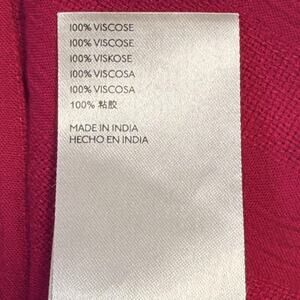 100% VISCOSE
100% VISCOSE
100% VISKOSE
100% VISCOSA
100% VISCOSA
100% 粘胶
MADE IN INDIA
HECHO EN INDIA